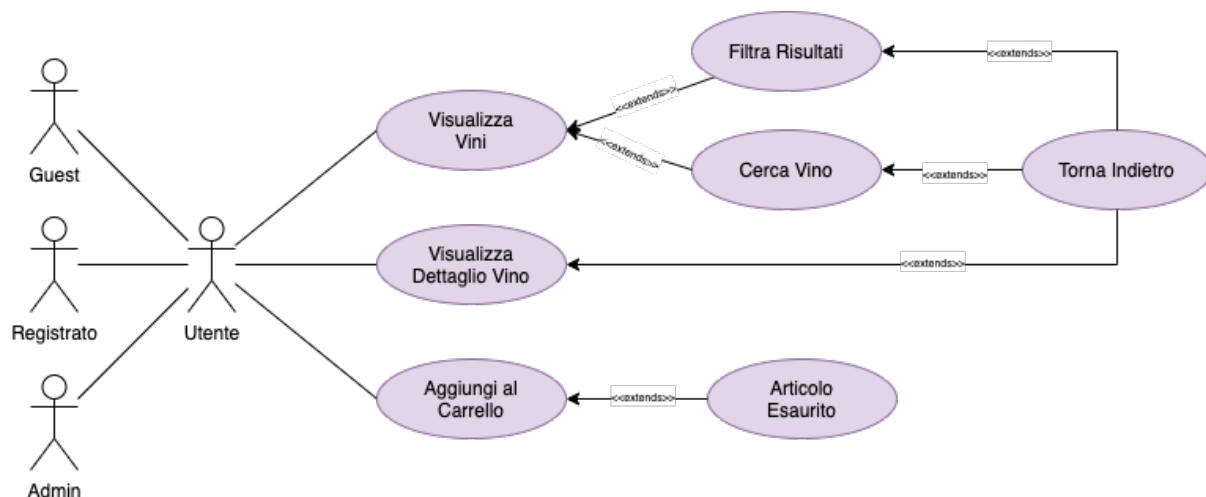 Filtra Risultati
<<extends>>
<<extends>>
Visualizza
Vini
<<extends>>
Cerca Vino
<<extends>>
Torna Indietro
Guest
Visualizza
Dettaglio Vino
<<extends>>
Registrato
Utente
Aggiungi al
Carrello
<<extends>>
Articolo
Esaurito
Admin